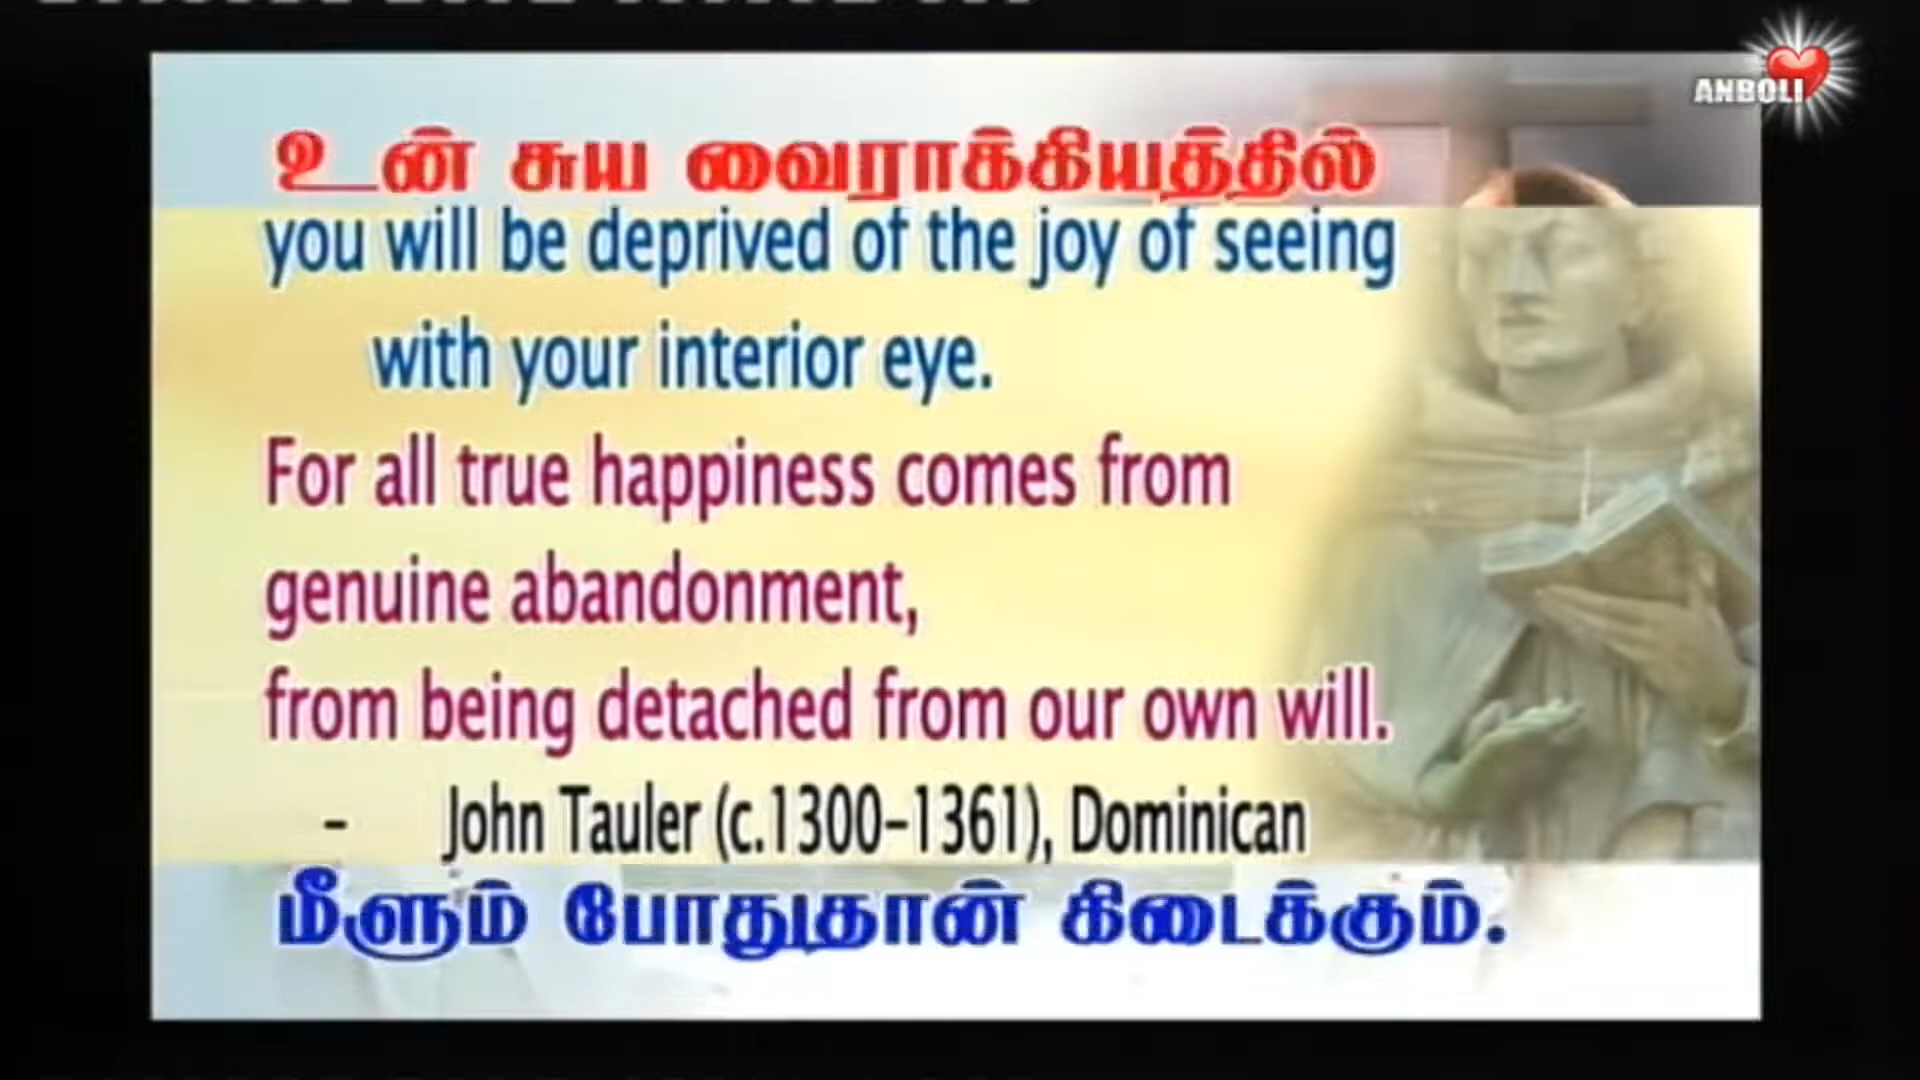 ANBOLI
உன் சுய வைராக்கியத்தில்
you will be deprived of the joy of seeing
with your interior eye.
For all true happiness comes from
genuine abandonment,
from being detached from our own will.
- John Tauler (c.1300-1361), Dominican
மீளும் போதுதான் கிடைக்கும்.